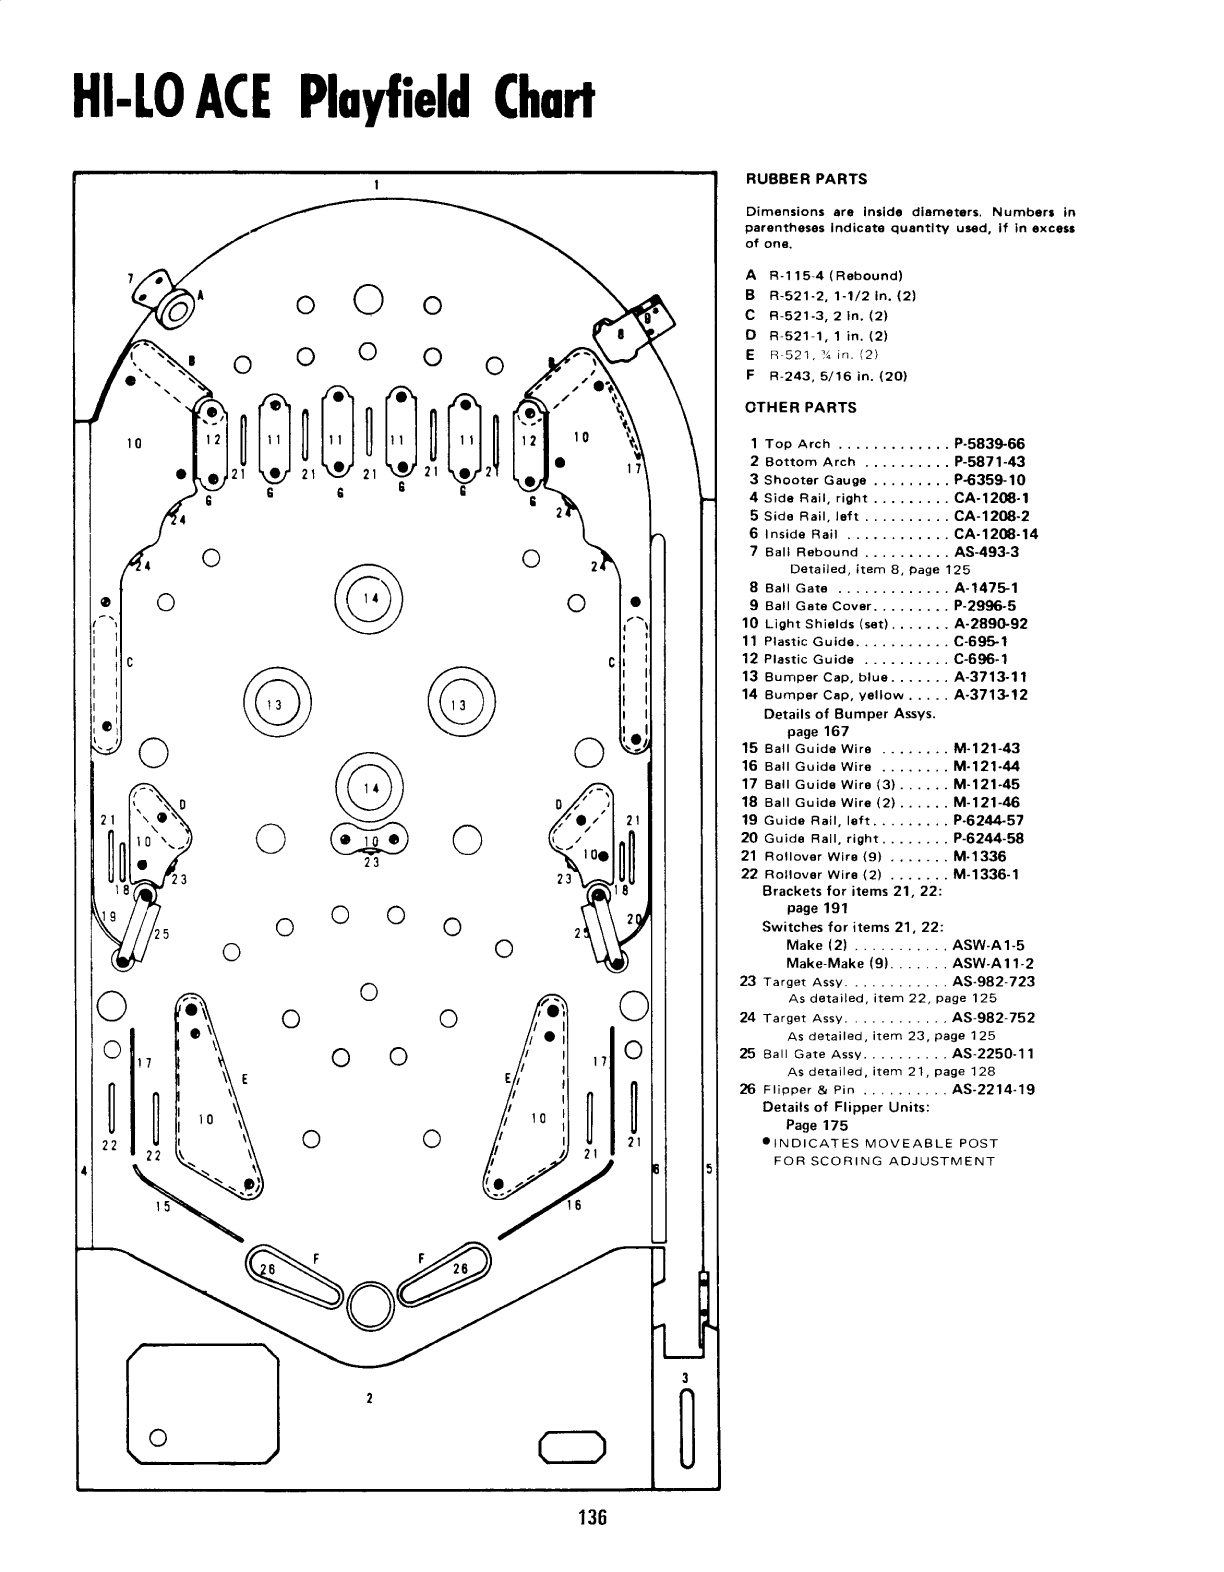 HI-LO ACE Playfield Chart
RUBBER PARTS
Dimensions are inside diameters. Numbers in
parentheses indicate quantity used, if in excess
of one.
A R-115-4 (Rebound)
B R-521-2, 1-1/2 in. (2)
C R-521-3, 2 in. (2)
D R-521-1, 1 in. (2)
E R-521, ¾ in. (2)
F R-243, 5/16 in. (20)
OTHER PARTS
1 Top Arch . . . . . . . . . . . . . P-5839-66
2 Bottom Arch . . . . . . . . . . P-5871-43
3 Shooter Gauge . . . . . . . . . P-6359-10
4 Side Rail, right . . . . . . . . . CA-1208-1
5 Side Rail, left . . . . . . . . . . CA-1208-2
6 Inside Rail . . . . . . . . . . . . CA-1208-14
7 Ball Rebound . . . . . . . . . . AS-493-3
Detailed, item 8, page 125
8 Ball Gate . . . . . . . . . . . . . A-1475-1
9 Ball Gate Cover. . . . . . . . . P-2996-5
10 Light Shields (set). . . . . . . A-2890-92
11 Plastic Guide. . . . . . . . . . . C-695-1
12 Plastic Guide . . . . . . . . . . C-696-1
13 Bumper Cap, blue. . . . . . . A-3713-11
14 Bumper Cap, yellow . . . . . A-3713-12
Details of Bumper Assys.
page 167
15 Ball Guide Wire . . . . . . . . M-121-43
16 Ball Guide Wire . . . . . . . . M-121-44
17 Ball Guide Wire (3) . . . . . . M-121-45
18 Ball Guide Wire (2) . . . . . . M-121-46
19 Guide Rail, left. . . . . . . . . P-6244-57
20 Guide Rail, right. . . . . . . . P-6244-58
21 Rollover Wire (9) . . . . . . . M-1336
22 Rollover Wire (2) . . . . . . . M-1336-1
Brackets for items 21, 22:
page 191
Switches for items 21, 22:
Make (2) . . . . . . . . . . . ASW-A1-5
Make-Make (9). . . . . . . ASW-A11-2
23 Target Assy. . . . . . . . . . . . AS-982-723
As detailed, item 22, page 125
24 Target Assy. . . . . . . . . . . . AS-982-752
As detailed, item 23, page 125
25 Ball Gate Assy. . . . . . . . . . AS-2250-11
As detailed, item 21, page 128
26 Flipper & Pin . . . . . . . . . . AS-2214-19
Details of Flipper Units:
Page 175
● INDICATES MOVEABLE POST
FOR SCORING ADJUSTMENT
1
7
A
8
9
B
B
10
12
11
11
11
11
12
10
17
21
21
21
21
21
G
G
G
G
G
G
24
24
24
24
14
C
C
13
13
14
D
D
21
21
10
10
10
23
23
23
18
18
19
20
25
25
17
17
E
E
10
10
22
22
21
21
4
6
5
15
16
F
F
26
26
2
3
136